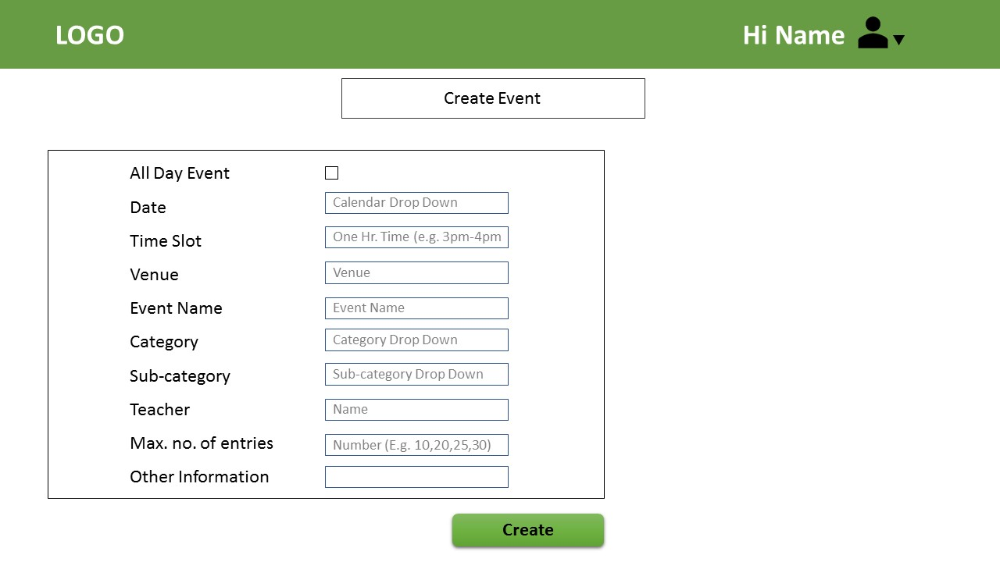 LOGO
Hi Name
Create Event
All Day Event
Date
Calendar Drop Down
Time Slot
One Hr. Time (e.g. 3pm-4pm
Venue
Venue
Event Name
Event Name
Category
Category Drop Down
Sub-category
Sub-category Drop Down
Teacher
Name
Max. no. of entries
Number (E.g. 10,20,25,30)
Other Information
Create